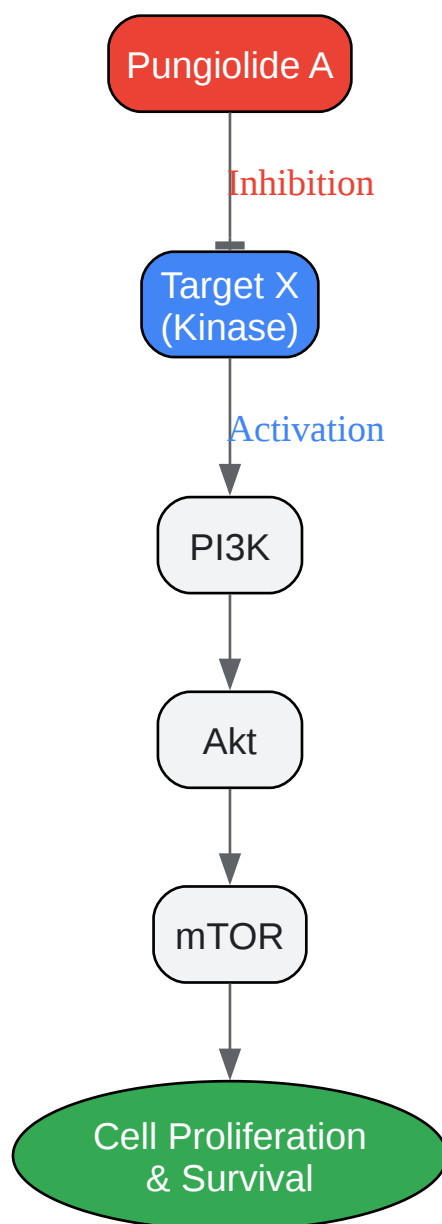 Pungiolide A
Inhibition
Target X
(Kinase)
Activation
PI3K
Akt
mTOR
Cell Proliferation
& Survival